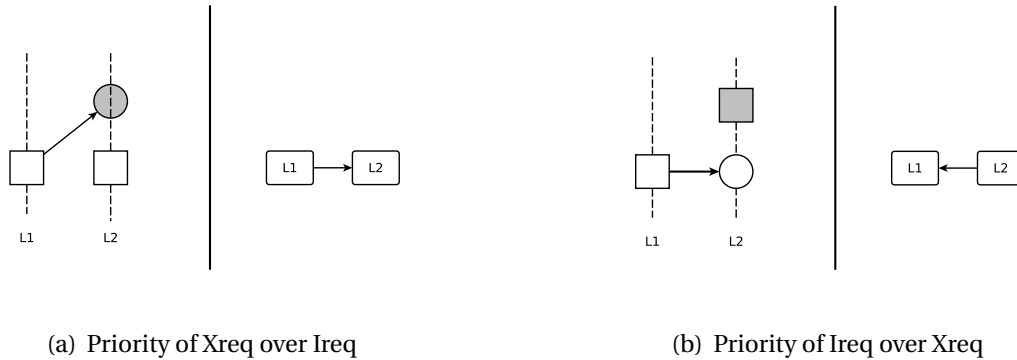 L1
L2
L1
L2
L1
L2
L1
L2
(a) Priority of Xreq over Ireq
(b) Priority of Ireq over Xreq